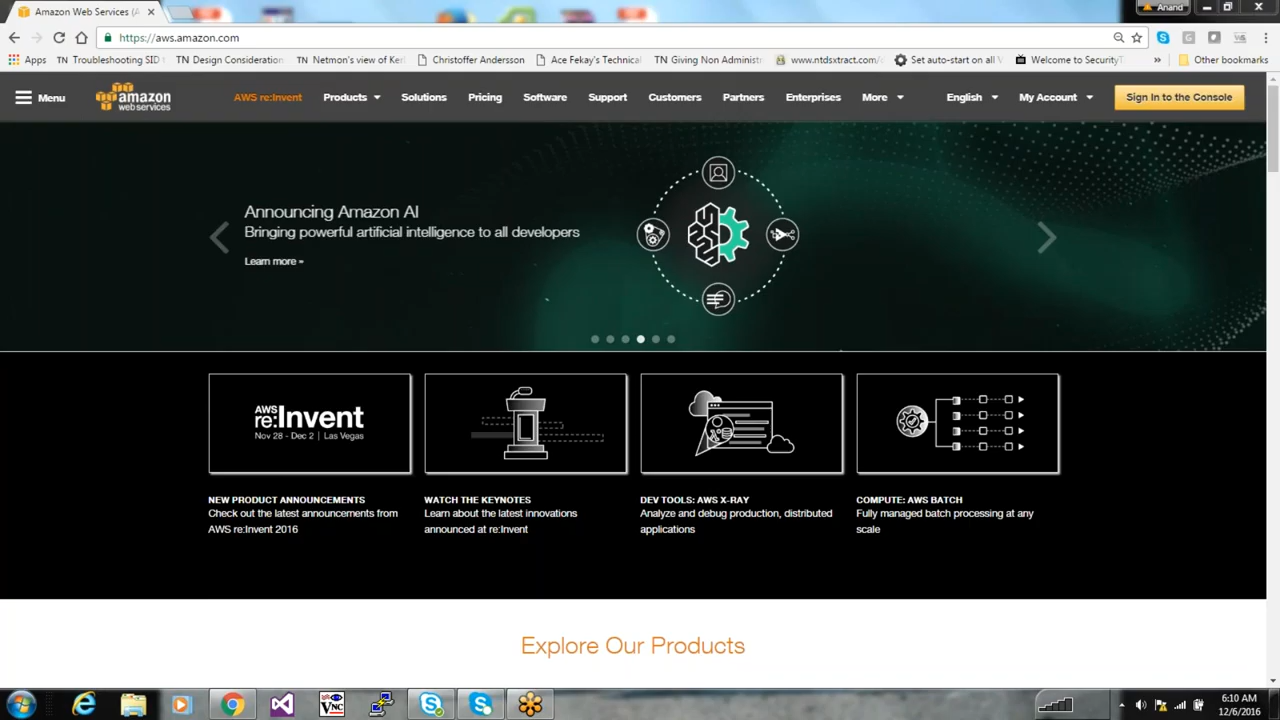 Amazon Web Services (A
Anand
https://aws.amazon.com
Apps
TN Troubleshooting SID
TN Design Consideration
TN Netmon's view of Ker
Christoffer Andersson
Ace Fekay's Technical
TN Giving Non Administr
www.ntdsxtract.com/
Set auto-start on all V
Welcome to SecurityT
»
Other bookmarks
Menu
amazon
web services
AWS re:Invent
Products
Solutions
Pricing
Software
Support
Customers
Partners
Enterprises
More
English
My Account
Sign In to the Console
Announcing Amazon AI
Bringing powerful artificial intelligence to all developers
Learn more »
AWS
re:Invent
Nov 28 - Dec 2 | Las Vegas
NEW PRODUCT ANNOUNCEMENTS
Check out the latest announcements from
AWS re:Invent 2016
WATCH THE KEYNOTES
Learn about the latest innovations
announced at re:Invent
DEV TOOLS: AWS X-RAY
Analyze and debug production, distributed
applications
COMPUTE: AWS BATCH
Fully managed batch processing at any
scale
Explore Our Products
VNC
6:10 AM
12/6/2016